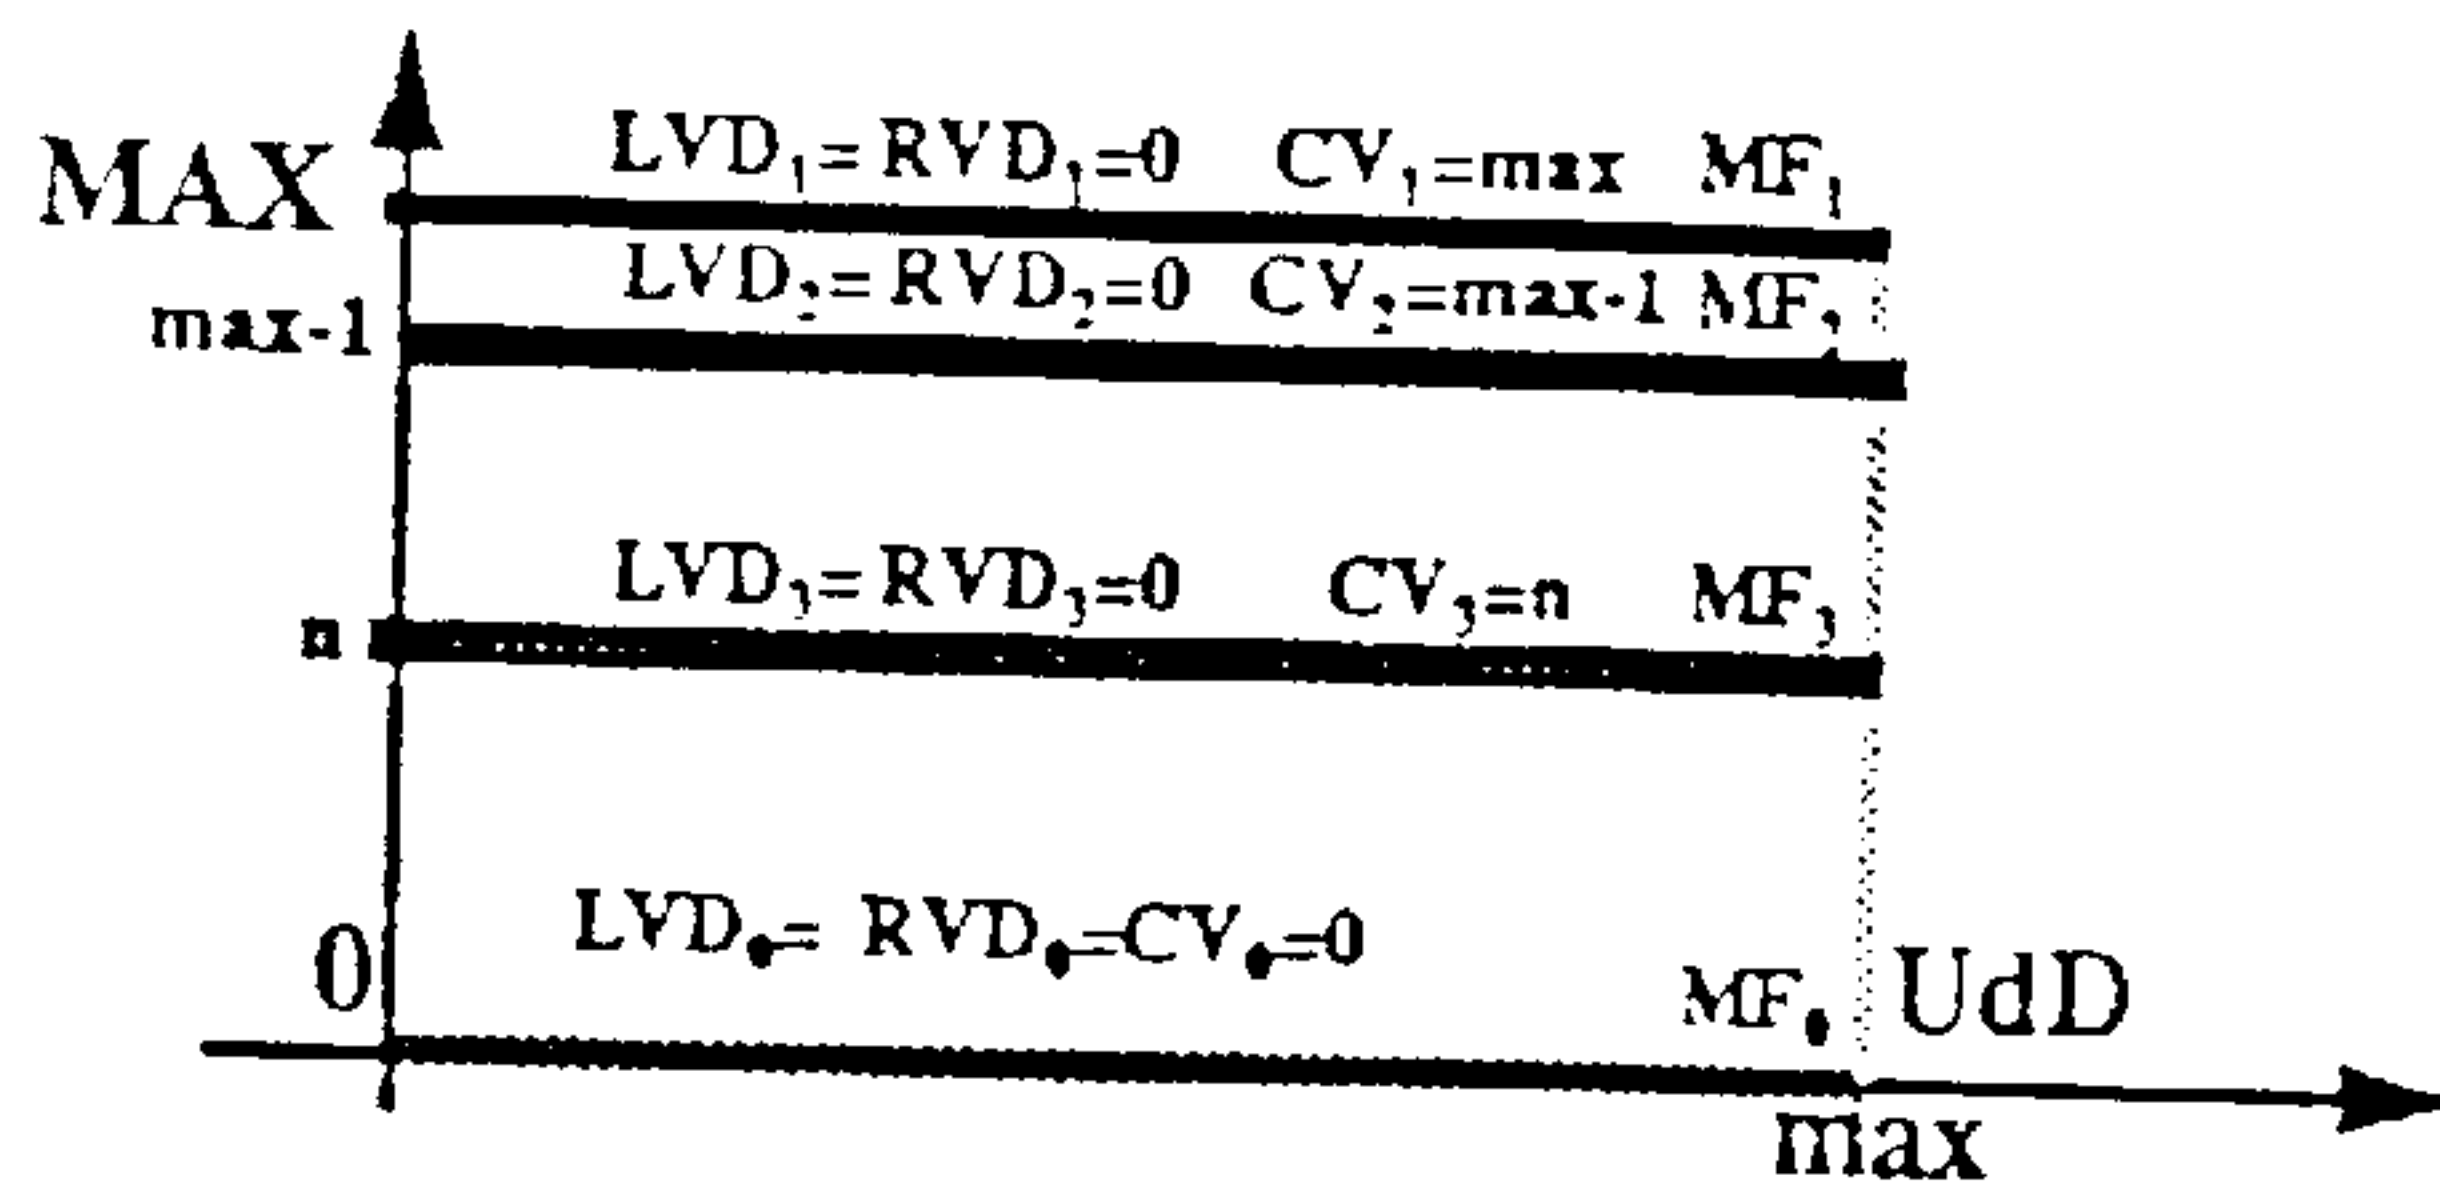 MAX LVD₁=RVD₁=0 CV₁=max MF₁
max-1 LVD₂=RVD₂=0 CV₂=max-1 MF₂
n LVD₃=RVD₃=0 CV₃=n MF₃
0 LVD₀= RVD₀=CV₀=0
MF₀ UdD
max